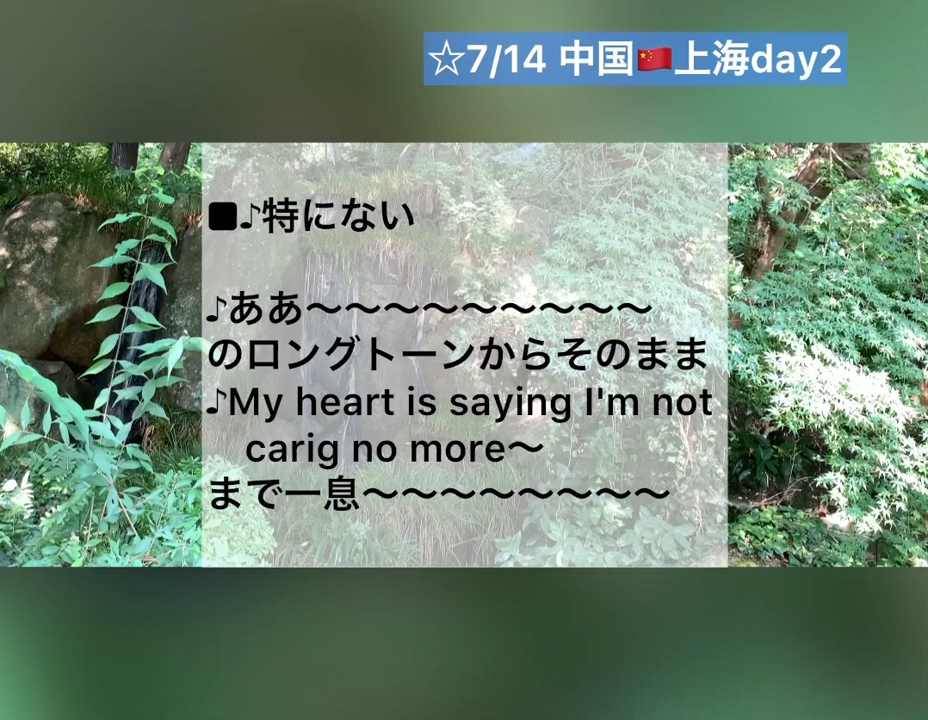 ☆7/14 中国🇨🇳上海day2
■♪特にない
♪ああ〜〜〜〜〜〜〜〜〜
のロングトーンからそのまま
♪My heart is saying I'm not
carig no more〜
まで一息〜〜〜〜〜〜〜〜